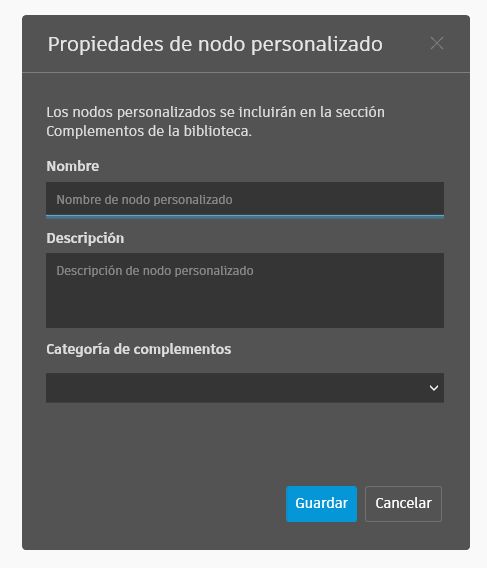 Propiedades de nodo personalizado
Los nodos personalizados se incluirán en la sección
Complementos de la biblioteca.
Nombre
Nombre de nodo personalizado
Descripción
Descripción de nodo personalizado
Categoría de complementos
Guardar
Cancelar